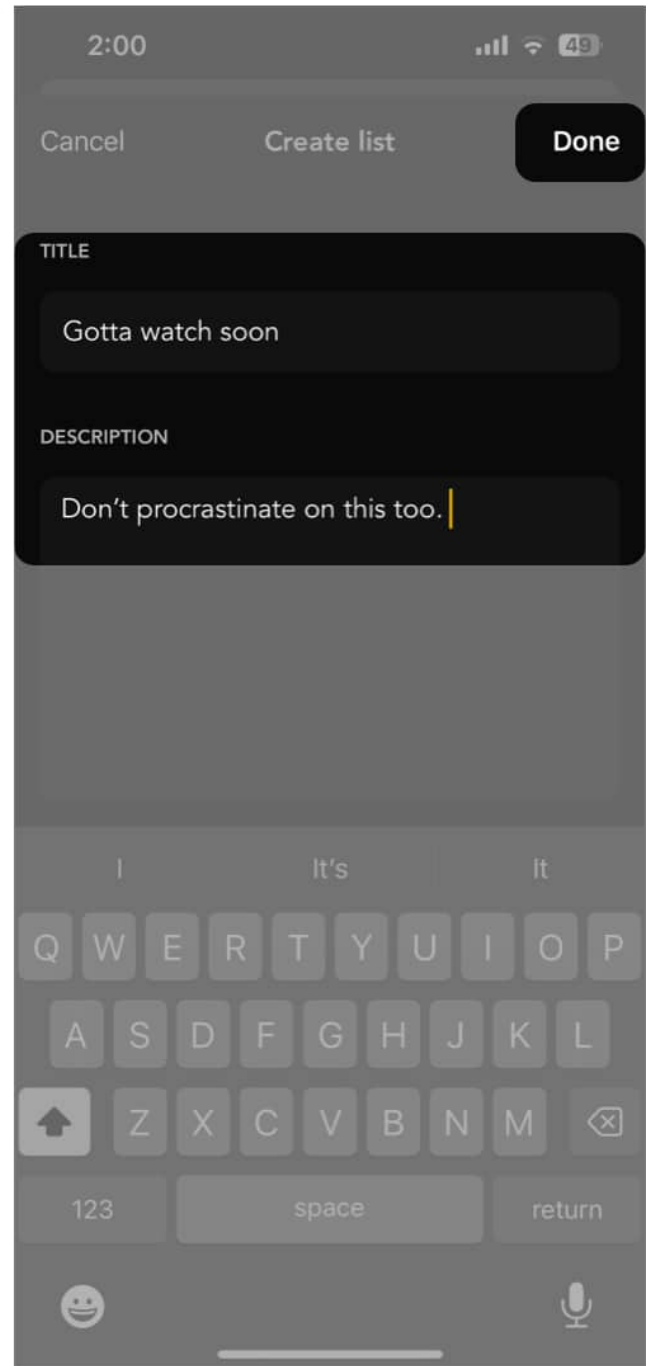 2:00 49
Cancel Create list Done
TITLE
Gotta watch soon
DESCRIPTION
Don't procrastinate on this too.
I It's It
Q W E R T Y U I O P
A S D F G H J K L
Z X C V B N M
123 space return